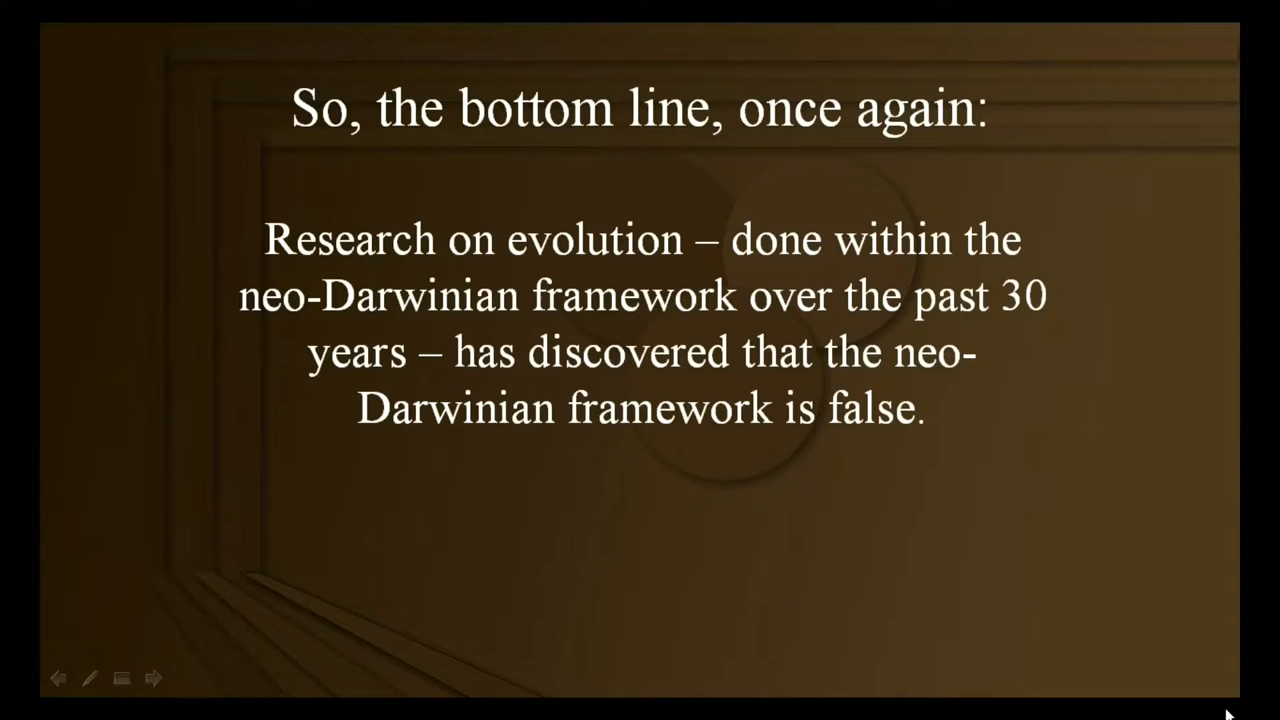 So, the bottom line, once again:
Research on evolution – done within the
neo-Darwinian framework over the past 30
years – has discovered that the neo-
Darwinian framework is false.